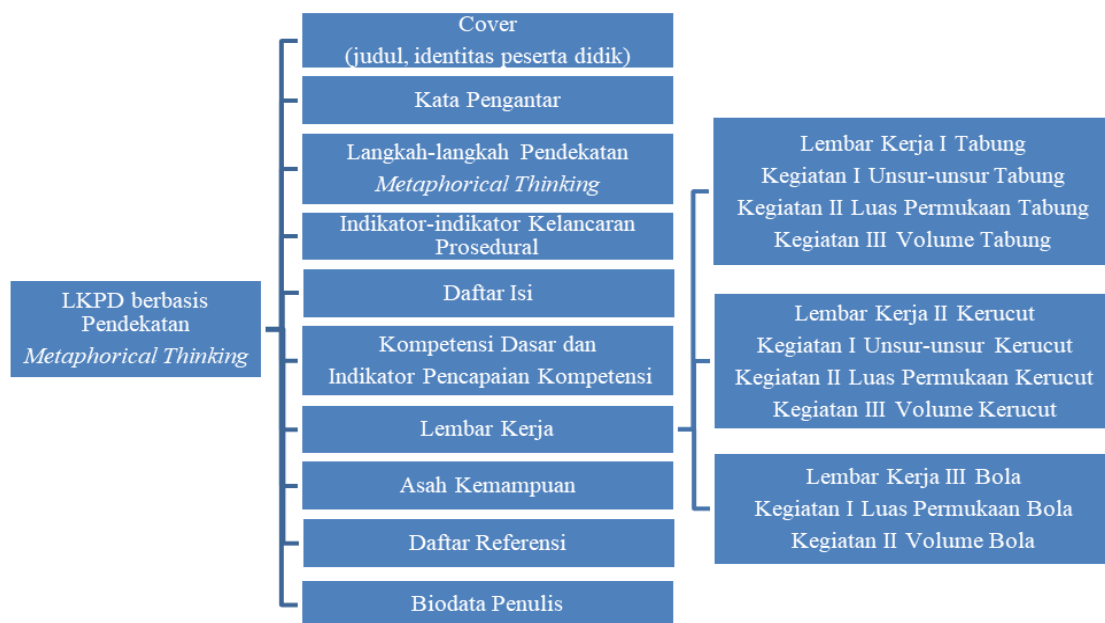 LKPD berbasis
Pendekatan
Metaphorical Thinking
Cover
(judul, identitas peserta didik)
Kata Pengantar
Langkah-langkah Pendekatan
Metaphorical Thinking
Indikator-indikator Kelancaran
Prosedural
Daftar Isi
Kompetensi Dasar dan
Indikator Pencapaian Kompetensi
Lembar Kerja
Asah Kemampuan
Daftar Referensi
Biodata Penulis
Lembar Kerja I Tabung
Kegiatan I Unsur-unsur Tabung
Kegiatan II Luas Permukaan Tabung
Kegiatan III Volume Tabung
Lembar Kerja II Kerucut
Kegiatan I Unsur-unsur Kerucut
Kegiatan II Luas Permukaan Kerucut
Kegiatan III Volume Kerucut
Lembar Kerja III Bola
Kegiatan I Luas Permukaan Bola
Kegiatan II Volume Bola